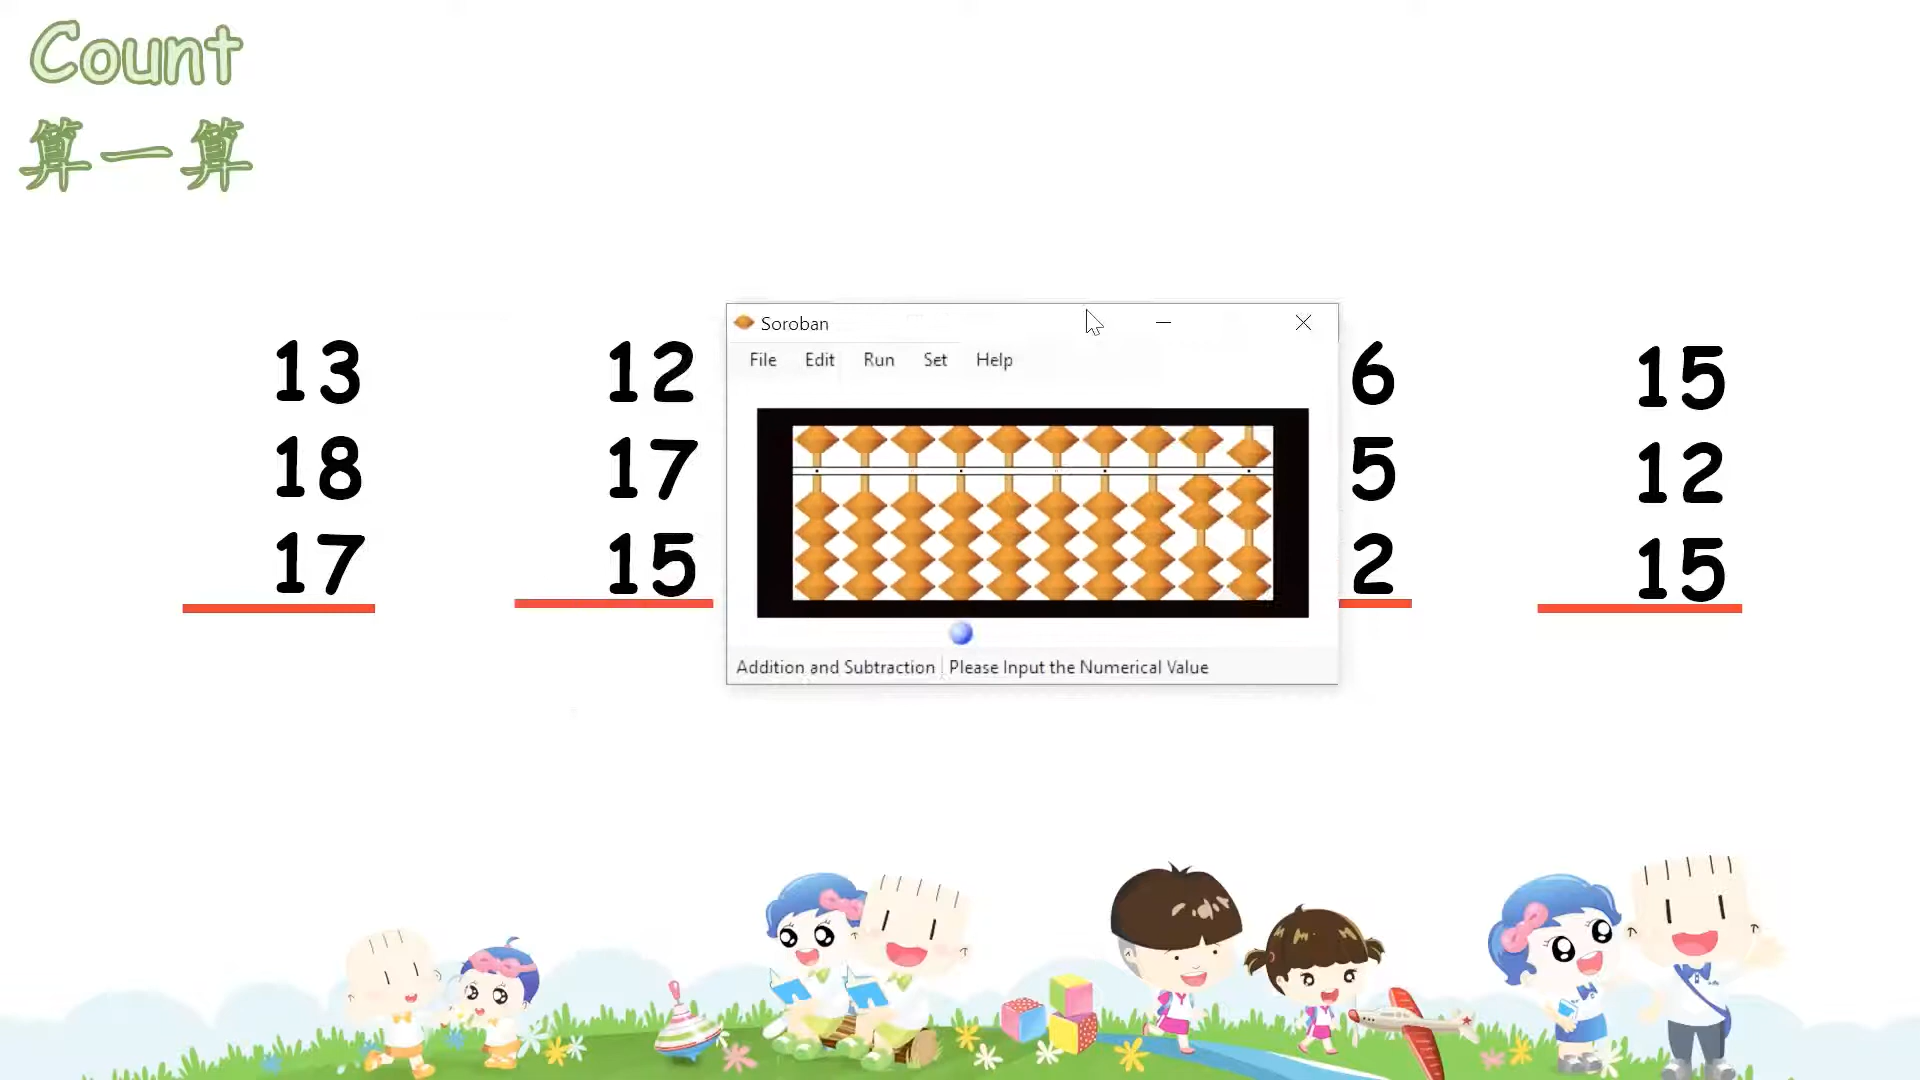 Count
算一算
13
18
17
12
17
15
Soroban
File Edit Run Set Help
Addition and Subtraction Please Input the Numerical Value
6
5
2
15
12
15